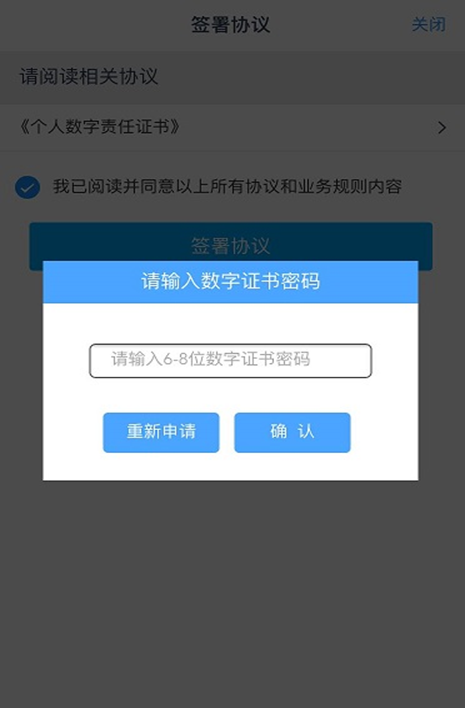 签署协议
关闭
请阅读相关协议
《个人数字责任证书》
我已阅读并同意以上所有协议和业务规则内容
签署协议
请输入数字证书密码
请输入6-8位数字证书密码
重新申请
确 认